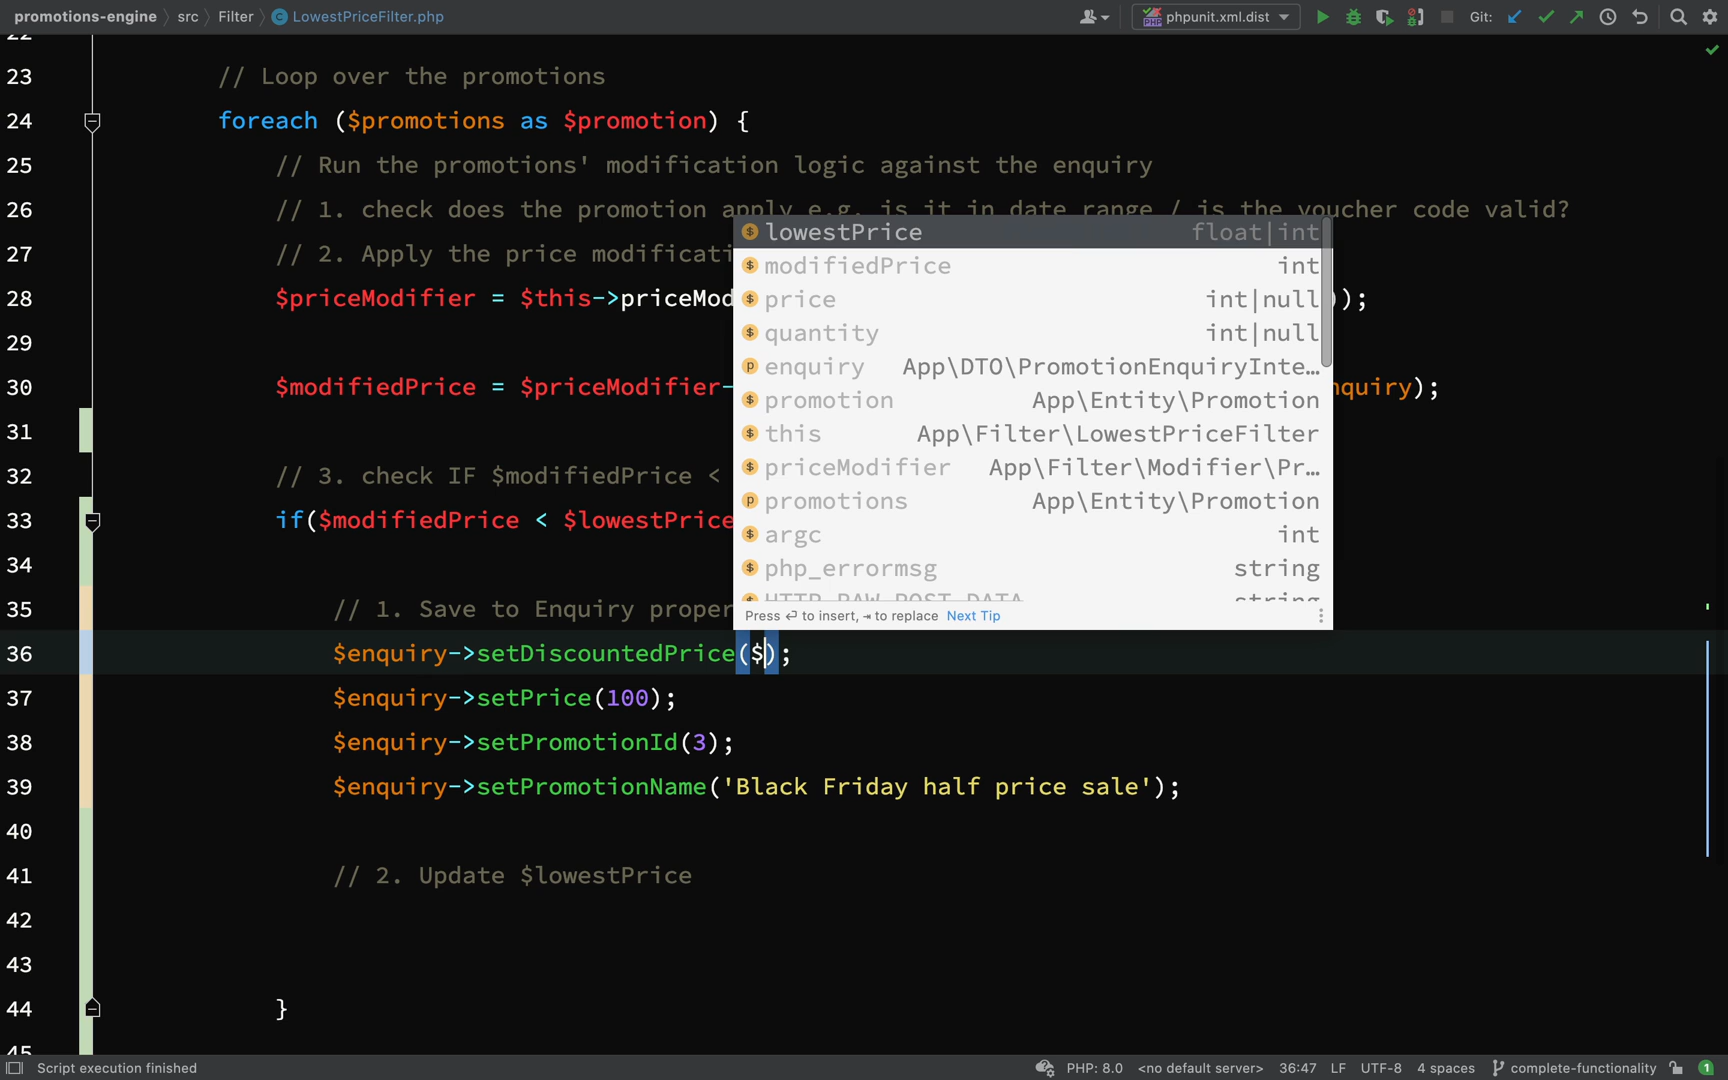 promotions-engine src Filter LowestPriceFilter.php phpunit.xml.dist Git:
23 // Loop over the promotions
24 foreach ($promotions as $promotion) {
25 // Run the promotions' modification logic against the enquiry
26 // 1. check does the promotion apply e.g. is it in date range / is the voucher code valid?
27 // 2. Apply the price modificati
28 $priceModifier = $this->priceMod ));
29
30 $modifiedPrice = $priceModifier- nquiry);
31
32 // 3. check IF $modifiedPrice <
33 if($modifiedPrice < $lowestPrice
34
35 // 1. Save to Enquiry proper
36 $enquiry->setDiscountedPrice($);
37 $enquiry->setPrice(100);
38 $enquiry->setPromotionId(3);
39 $enquiry->setPromotionName('Black Friday half price sale');
40
41 // 2. Update $lowestPrice
42
43
44 }
45
lowestPrice float|int
modifiedPrice int
price int|null
quantity int|null
enquiry App\DTO\PromotionEnquiryInte…
promotion App\Entity\Promotion
this App\Filter\LowestPriceFilter
priceModifier App\Filter\Modifier\Pr…
promotions App\Entity\Promotion
argc int
php_errormsg string
HTTP_RAW_POST_DATA string
Press ⏎ to insert, ⇥ to replace Next Tip
Script execution finished PHP: 8.0 <no default server> 36:47 LF UTF-8 4 spaces complete-functionality 1